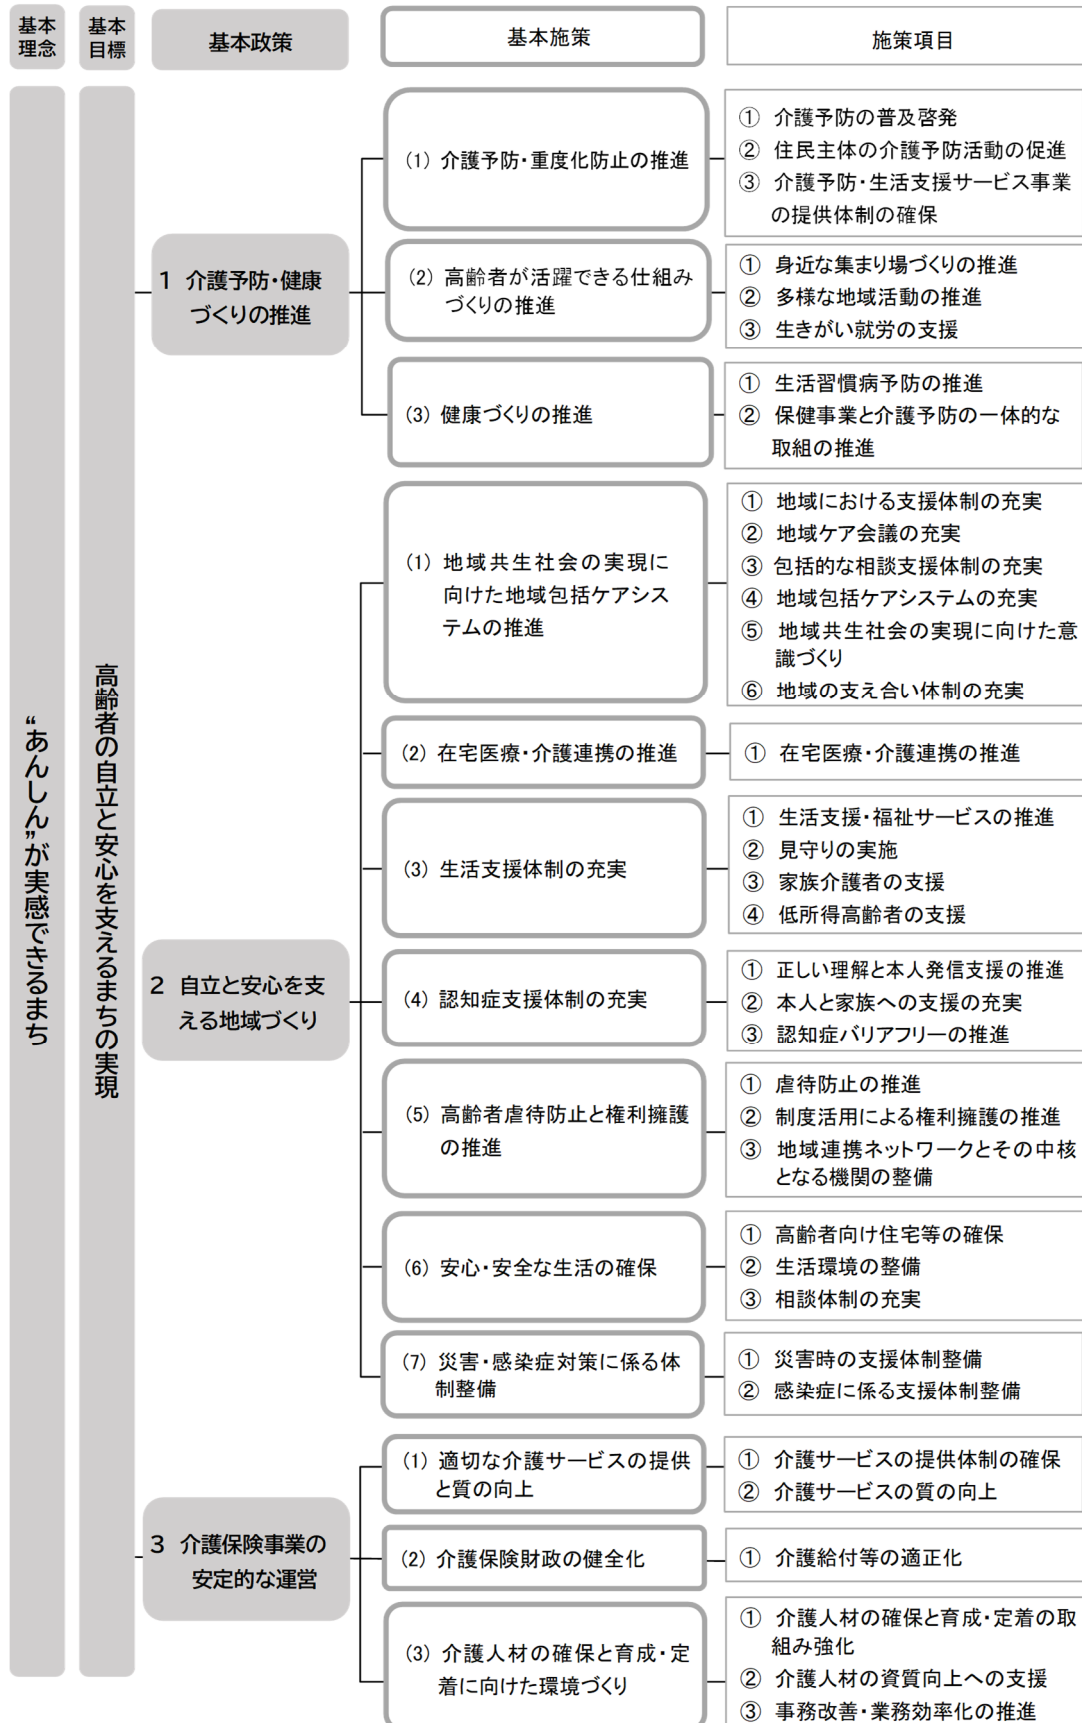 基本
理念
基本
目標
基本政策
基本施策
施策項目
“あんしん”が実感できるまち
高齢者の自立と安心を支えるまちの実現
1 介護予防・健康
づくりの推進
(1) 介護予防・重度化防止の推進
① 介護予防の普及啓発
② 住民主体の介護予防活動の促進
③ 介護予防・生活支援サービス事業
の提供体制の確保
(2) 高齢者が活躍できる仕組み
づくりの推進
① 身近な集まり場づくりの推進
② 多様な地域活動の推進
③ 生きがい就労の支援
(3) 健康づくりの推進
① 生活習慣病予防の推進
② 保健事業と介護予防の一体的な
取組の推進
2 自立と安心を支
える地域づくり
(1) 地域共生社会の実現に
向けた地域包括ケアシス
テムの推進
① 地域における支援体制の充実
② 地域ケア会議の充実
③ 包括的な相談支援体制の充実
④ 地域包括ケアシステムの充実
⑤ 地域共生社会の実現に向けた意
識づくり
⑥ 地域の支え合い体制の充実
(2) 在宅医療・介護連携の推進
① 在宅医療・介護連携の推進
(3) 生活支援体制の充実
① 生活支援・福祉サービスの推進
② 見守りの実施
③ 家族介護者の支援
④ 低所得高齢者の支援
(4) 認知症支援体制の充実
① 正しい理解と本人発信支援の推進
② 本人と家族への支援の充実
③ 認知症バリアフリーの推進
(5) 高齢者虐待防止と権利擁護
の推進
① 虐待防止の推進
② 制度活用による権利擁護の推進
③ 地域連携ネットワークとその中核
となる機関の整備
(6) 安心・安全な生活の確保
① 高齢者向け住宅等の確保
② 生活環境の整備
③ 相談体制の充実
(7) 災害・感染症対策に係る体
制整備
① 災害時の支援体制整備
② 感染症に係る支援体制整備
3 介護保険事業の
安定的な運営
(1) 適切な介護サービスの提供
と質の向上
① 介護サービスの提供体制の確保
② 介護サービスの質の向上
(2) 介護保険財政の健全化
① 介護給付等の適正化
(3) 介護人材の確保と育成・定
着に向けた環境づくり
① 介護人材の確保と育成・定着の取
組み強化
② 介護人材の資質向上への支援
③ 事務改善・業務効率化の推進